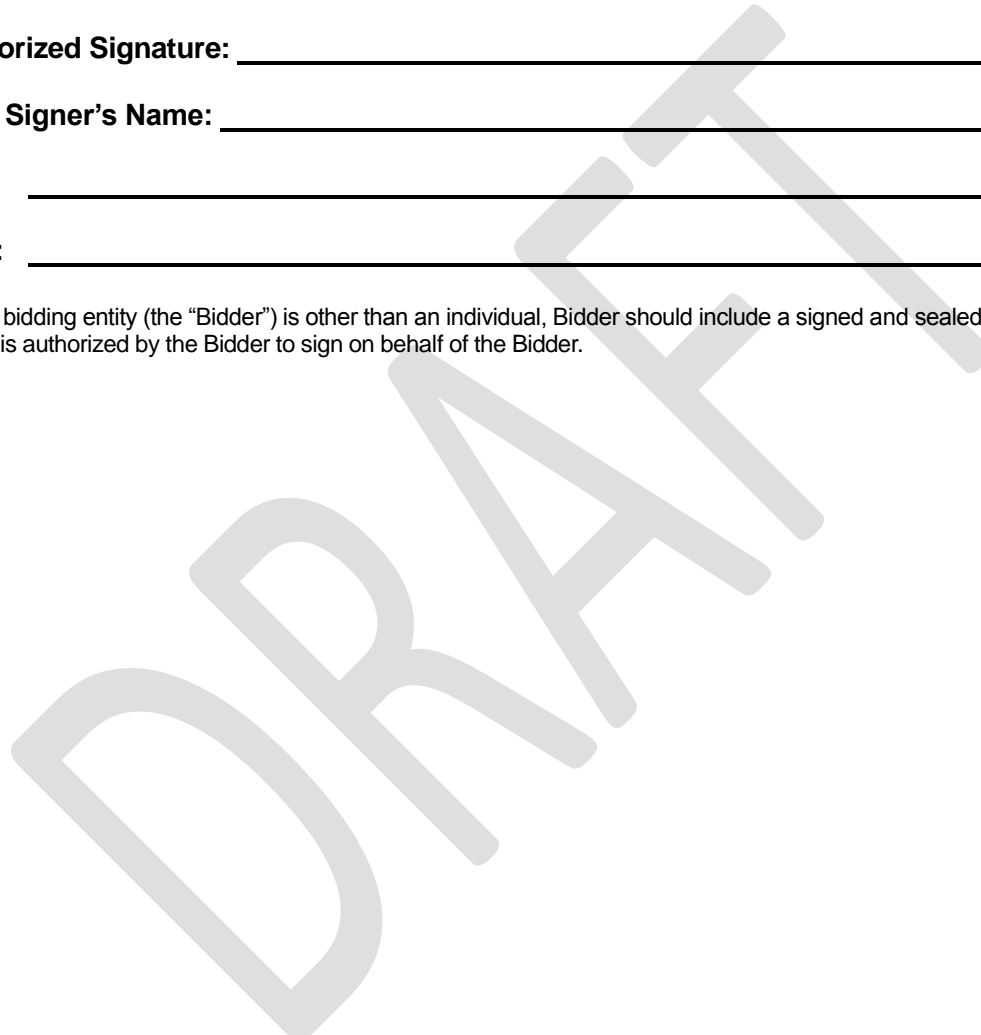 orized Signature:
Signer’s Name:
:
bidding entity (the “Bidder”) is other than an individual, Bidder should include a signed and sealed
is authorized by the Bidder to sign on behalf of the Bidder.
DRAFT